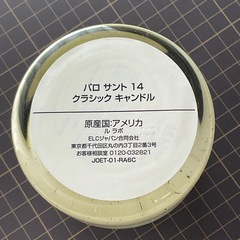 パロ サント 14
クラシック キャンドル
原産国:アメリカ
ル ラボ
ELCジャパン合同会社
東京都千代田区丸の内3丁目2番3号
お客様相談室 0120-032821
JOET-01-RA6C